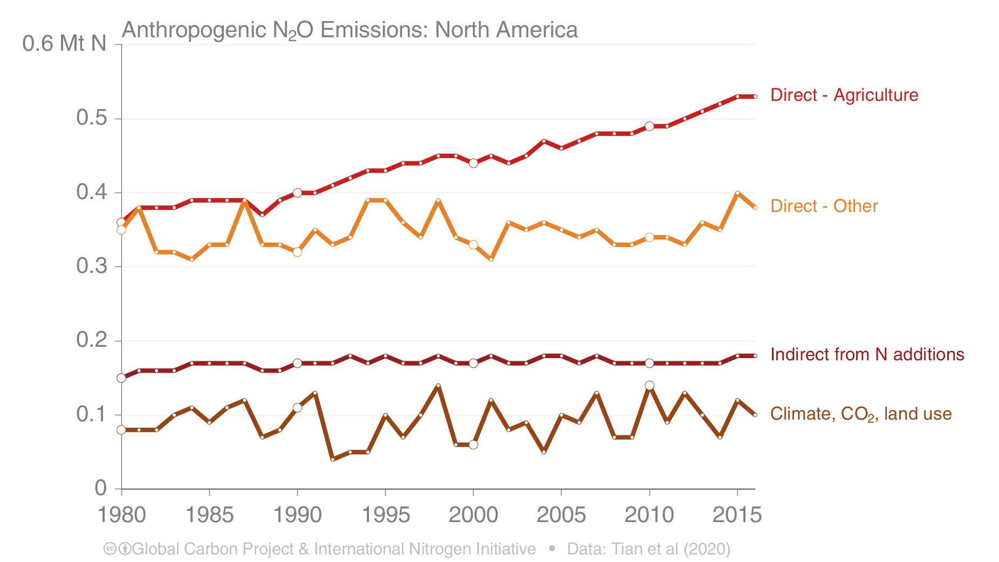 Anthropogenic N₂O Emissions: North America
0.6 Mt N
0.5
0.4
0.3
0.2
0.1
0
Direct - Agriculture
Direct - Other
Indirect from N additions
Climate, CO₂, land use
1980 1985 1990 1995 2000 2005 2010 2015
cc Global Carbon Project & International Nitrogen Initiative • Data: Tian et al (2020)